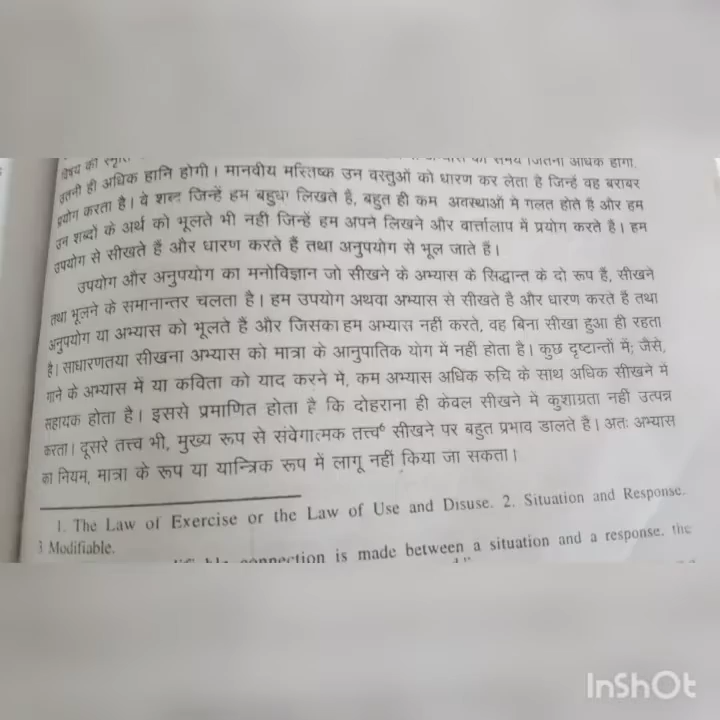 विषय की स्मृति समय जितना अधिक होगा.
उतनी ही अधिक हानि होगी। मानवीय मस्तिष्क उन वस्तुओं को धारण कर लेता है जिन्हें वह बराबर
प्रयोग करता है। ये शब्द जिन्हें हम बहुधा लिखते हैं, बहुत ही कम अवस्थाओं मे गलत होते है और हम
उन शब्दों के अर्थ को भूलते भी नही जिन्हें हम अपने लिखने और वार्त्तालाप में प्रयोग करते है। हम
उपयोग से सीखते हैं और धारण करते हैं तथा अनुपयोग से भूल जाते हैं।
उपयोग और अनुपयोग का मनोविज्ञान जो सीखने के अभ्यास के सिद्धान्त के दो रूप हैं, सीखने
तथा भूलने के समानान्तर चलता है। हम उपयोग अथवा अभ्यास से सीखते है और धारण करते हैं तथा
अनुपयोग या अभ्यास को भूलते हैं और जिसका हम अभ्यास नहीं करते, वह बिना सीखा हुआ ही रहता
है। साधारणतया सीखना अभ्यास को मात्रा के आनुपातिक योग में नहीं होता है। कुछ दृष्टान्तों में; जैसे,
गाने के अभ्यास में या कविता को याद करने मे, कम अभ्यास अधिक रुचि के साथ अधिक सीखने में
सहायक होता है। इससे प्रमाणित होता है कि दोहराना ही केवल सीखने में कुशाग्रता नहीं उत्पन्न
करता। दूसरे तत्त्व भी, मुख्य रूप से संवेगात्मक तत्त्व⁶ सीखने पर बहुत प्रभाव डालते हैं। अतः अभ्यास
का नियम, मात्रा के रूप या यान्त्रिक रूप में लागू नहीं किया जा सकता।
1. The Law of Exercise or the Law of Use and Disuse. 2. Situation and Response.
3 Modifiable.
connection is made between a situation and a response. the
InShOt